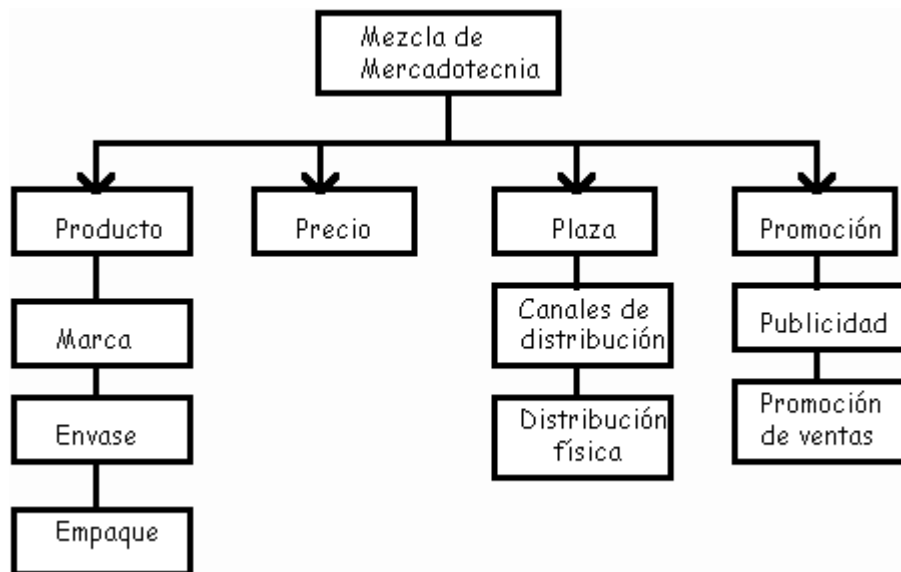 Mezcla de
Mercadotecnia
Producto
Precio
Plaza
Promoción
Marca
Canales de
distribución
Publicidad
Envase
Distribución
física
Promoción
de ventas
Empaque